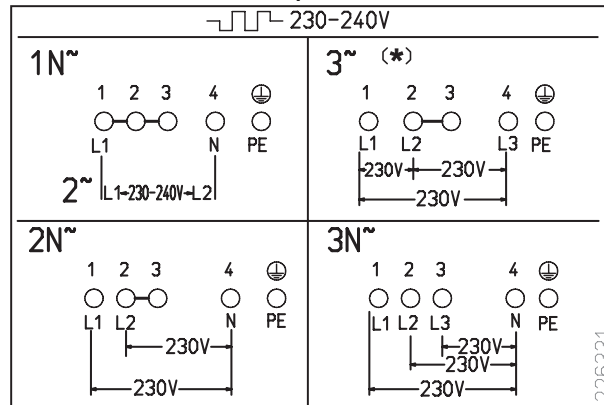 230-240V
1N~
1 2 3 4
L1 N PE
2~ L1 230-240V L2
3~ (*)
1 2 3 4
L1 L2 L3 PE
230V 230V
230V
2N~
1 2 3 4
L1 L2 N PE
230V
230V
3N~
1 2 3 4
L1 L2 L3 N PE
230V
230V
230V